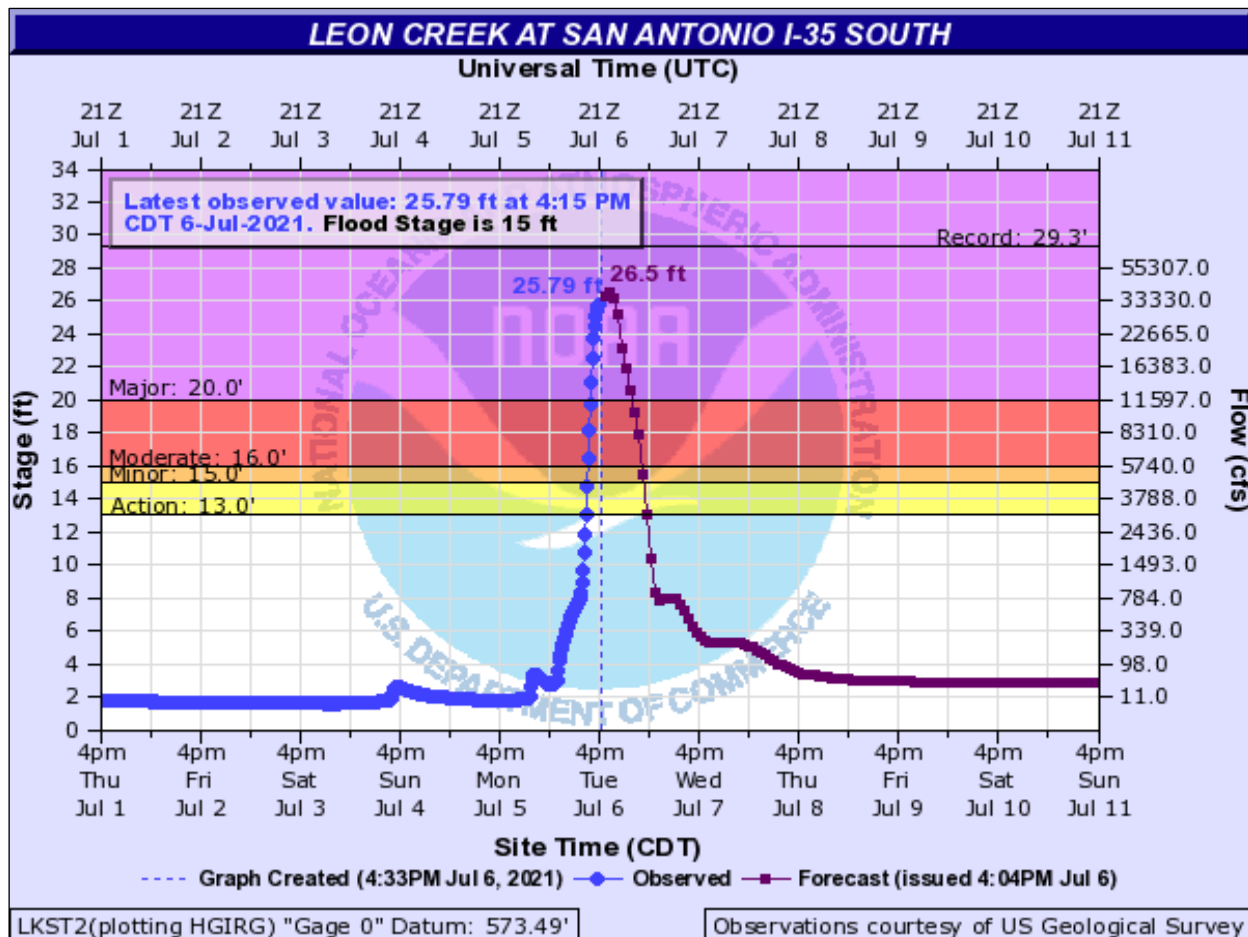 LEON CREEK AT SAN ANTONIO I-35 SOUTH
Universal Time (UTC)
21Z 21Z 21Z 21Z 21Z 21Z 21Z 21Z 21Z 21Z 21Z
Jul 1 Jul 2 Jul 3 Jul 4 Jul 5 Jul 6 Jul 7 Jul 8 Jul 9 Jul 10 Jul 11
Latest observed value: 25.79 ft at 4:15 PM
CDT 6-Jul-2021. Flood Stage is 15 ft
Record: 29.3'
25.79 ft
26.5 ft
Major: 20.0'
Moderate: 16.0'
Minor: 15.0'
Action: 13.0'
Stage (ft)
34
32
30
28
26
24
22
20
18
16
14
12
10
8
6
4
2
0
Flow (cfs)
55307.0
33330.0
22665.0
16383.0
11597.0
8310.0
5740.0
3788.0
2436.0
1493.0
784.0
339.0
98.0
11.0
NATIONAL OCEANIC AND ATMOSPHERIC ADMINISTRATION
NOAA
U.S. DEPARTMENT OF COMMERCE
4pm 4pm 4pm 4pm 4pm 4pm 4pm 4pm 4pm 4pm 4pm
Thu Fri Sat Sun Mon Tue Wed Thu Fri Sat Sun
Jul 1 Jul 2 Jul 3 Jul 4 Jul 5 Jul 6 Jul 7 Jul 8 Jul 9 Jul 10 Jul 11
Site Time (CDT)
Graph Created (4:33PM Jul 6, 2021) Observed Forecast (issued 4:04PM Jul 6)
LKST2(plotting HGIRG) "Gage 0" Datum: 573.49'
Observations courtesy of US Geological Survey